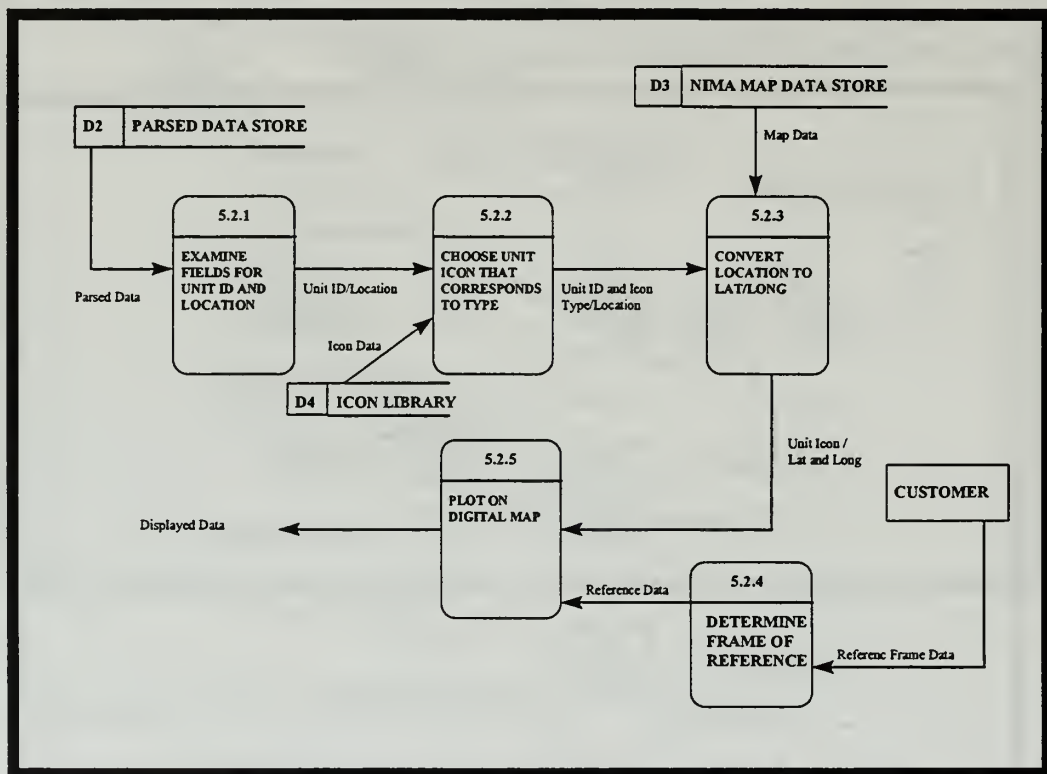 D3 NIMA MAP DATA STORE
D2 PARSED DATA STORE
Map Data
5.2.1
EXAMINE
FIELDS FOR
UNIT ID AND
LOCATION
5.2.2
CHOOSE UNIT
ICON THAT
CORRESPONDS
TO TYPE
5.2.3
CONVERT
LOCATION TO
LAT/LONG
Parsed Data
Unit ID/Location
Unit ID and Icon
Type/Location
Icon Data
D4 ICON LIBRARY
Unit Icon /
Lat and Long
5.2.5
PLOT ON
DIGITAL MAP
CUSTOMER
Displayed Data
Reference Data
5.2.4
DETERMINE
FRAME OF
REFERENCE
Referenc Frame Data